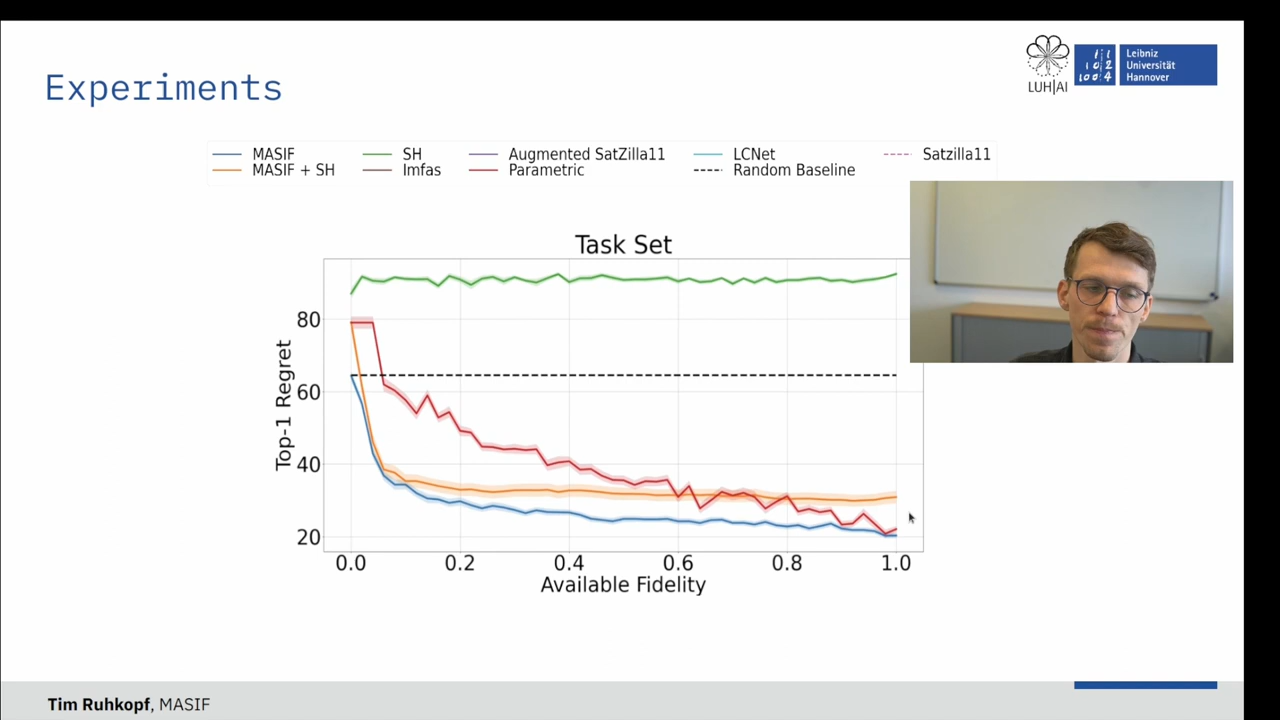 Experiments
LUH|AI
Leibniz
Universität
Hannover
MASIF
MASIF + SH
SH
Imfas
Augmented SatZilla11
Parametric
LCNet
Random Baseline
Satzilla11
Task Set
Top-1 Regret
80
60
40
20
0.0 0.2 0.4 0.6 0.8 1.0
Available Fidelity
Tim Ruhkopf, MASIF